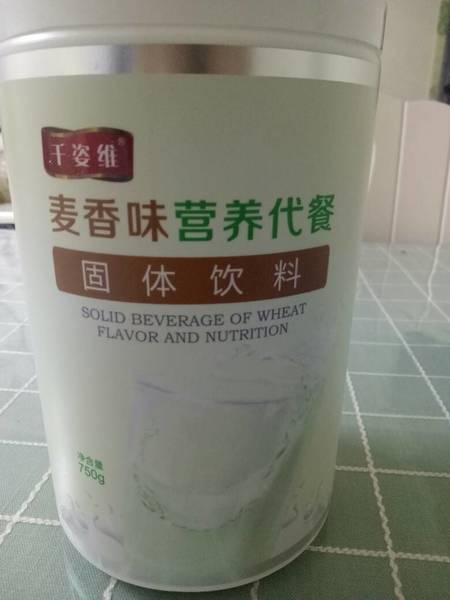 千姿维®
麦香味营养代餐
固体饮料
SOLID BEVERAGE OF WHEAT
FLAVOR AND NUTRITION
净含量
750g